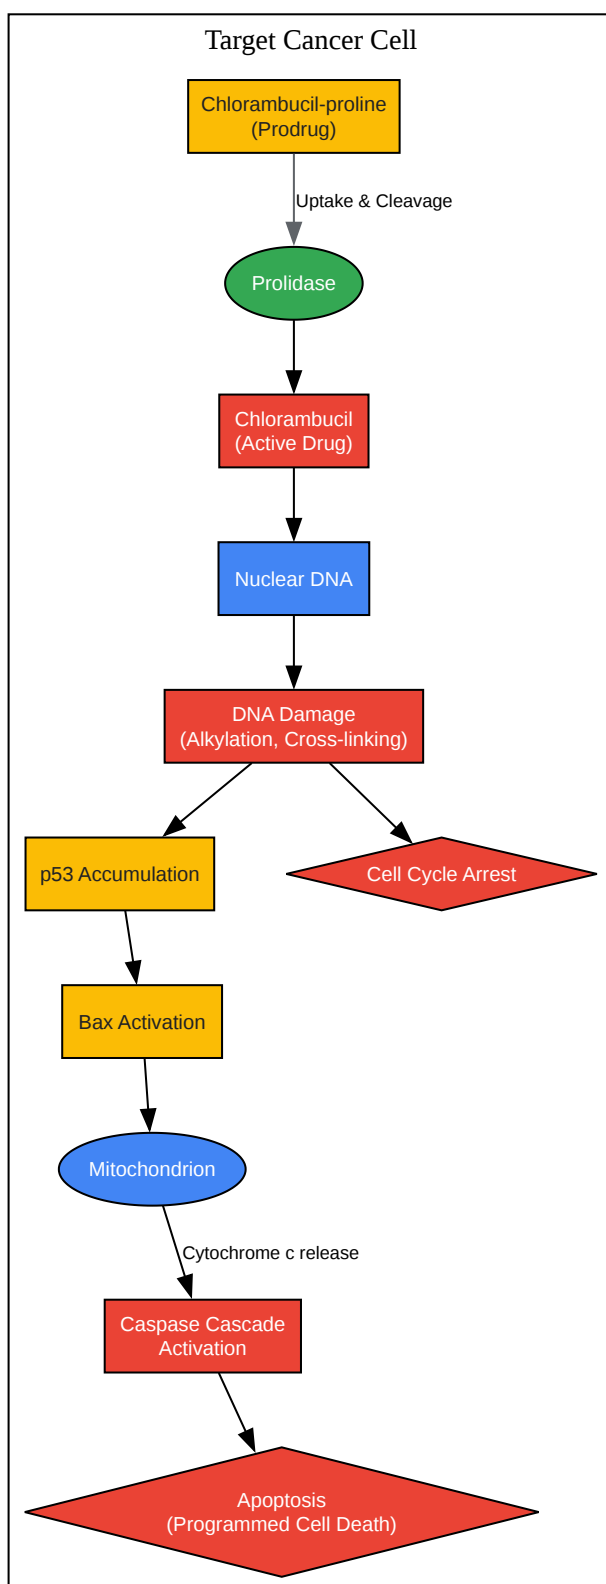 Target Cancer Cell
Chlorambucil-proline
(Prodrug)
Uptake & Cleavage
Prolidase
Chlorambucil
(Active Drug)
Nuclear DNA
DNA Damage
(Alkylation, Cross-linking)
p53 Accumulation
Cell Cycle Arrest
Bax Activation
Mitochondrion
Cytochrome c release
Caspase Cascade
Activation
Apoptosis
(Programmed Cell Death)